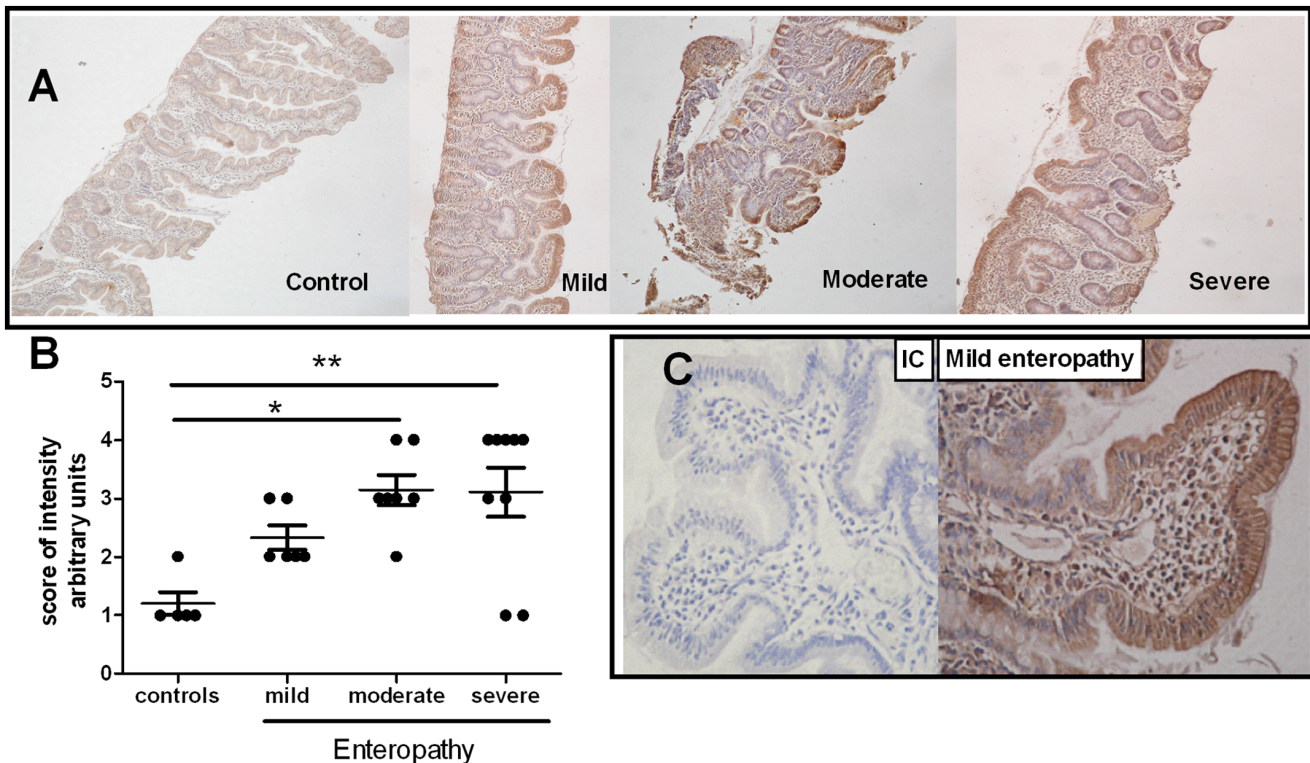 A
Control
Mild
Moderate
Severe
B
**
*
5
4
3
2
1
0
score of intensity
arbitrary units
controls mild moderate severe
Enteropathy
C
IC
Mild enteropathy